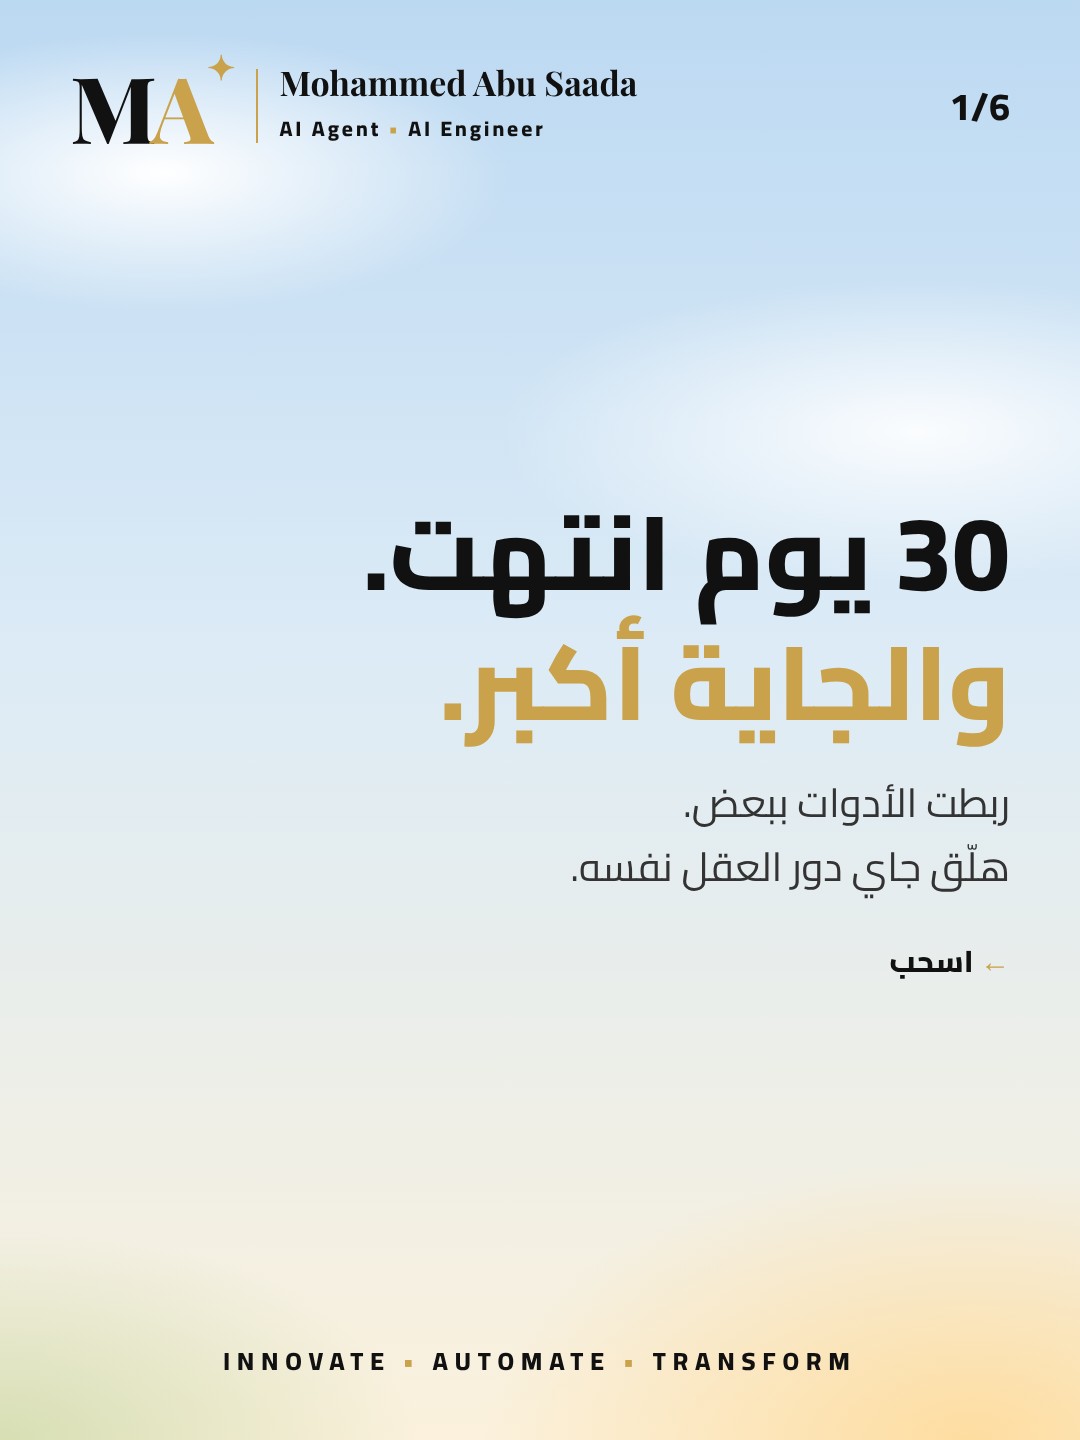 MA
Mohammed Abu Saada
AI Agent ▪ AI Engineer
1/6
30 يوم انتهت.
والجاية أكبر.
ربطت الأدوات ببعض.
هلّق جاي دور العقل نفسه.
← اسحب
INNOVATE ▪ AUTOMATE ▪ TRANSFORM